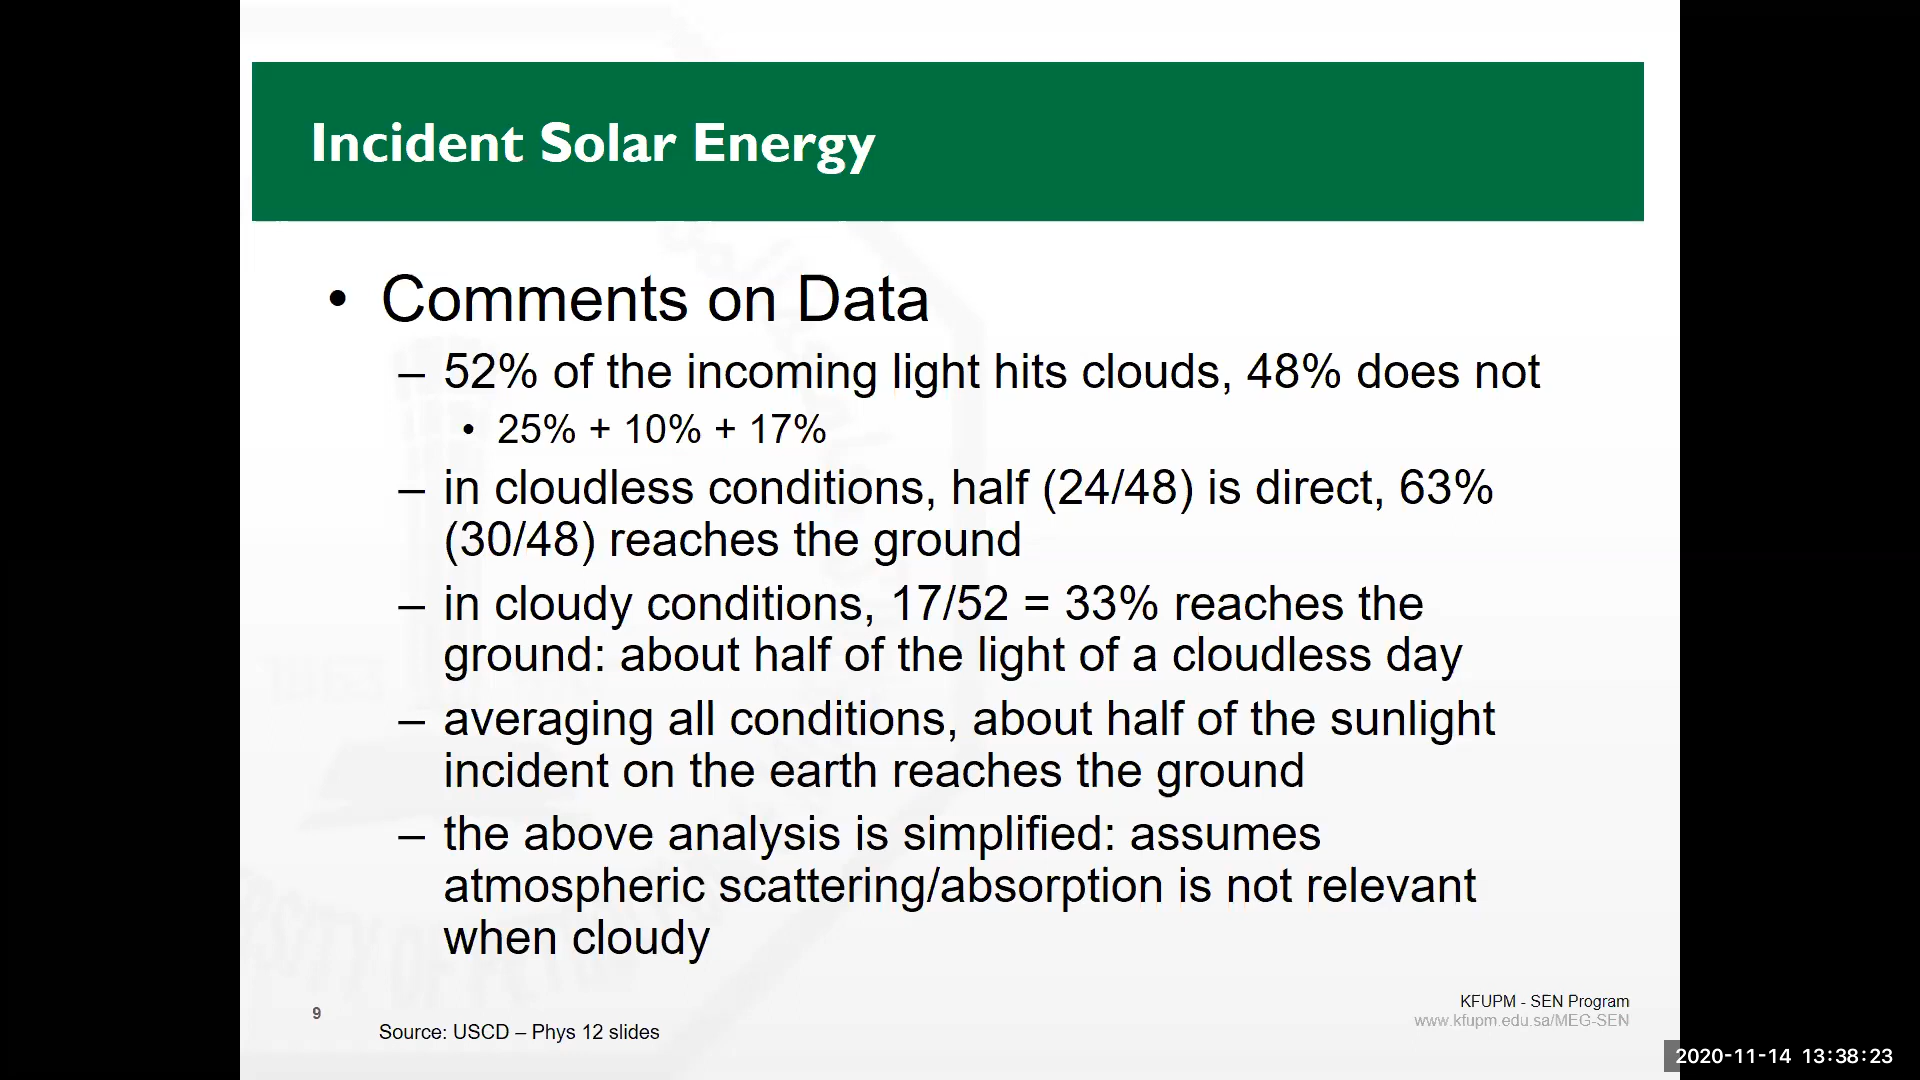 Incident Solar Energy
• Comments on Data
– 52% of the incoming light hits clouds, 48% does not
• 25% + 10% + 17%
– in cloudless conditions, half (24/48) is direct, 63%
(30/48) reaches the ground
– in cloudy conditions, 17/52 = 33% reaches the
ground: about half of the light of a cloudless day
– averaging all conditions, about half of the sunlight
incident on the earth reaches the ground
– the above analysis is simplified: assumes
atmospheric scattering/absorption is not relevant
when cloudy
9
Source: USCD – Phys 12 slides
KFUPM - SEN Program
www.kfupm.edu.sa/MEG-SEN
2020-11-14 13:38:23